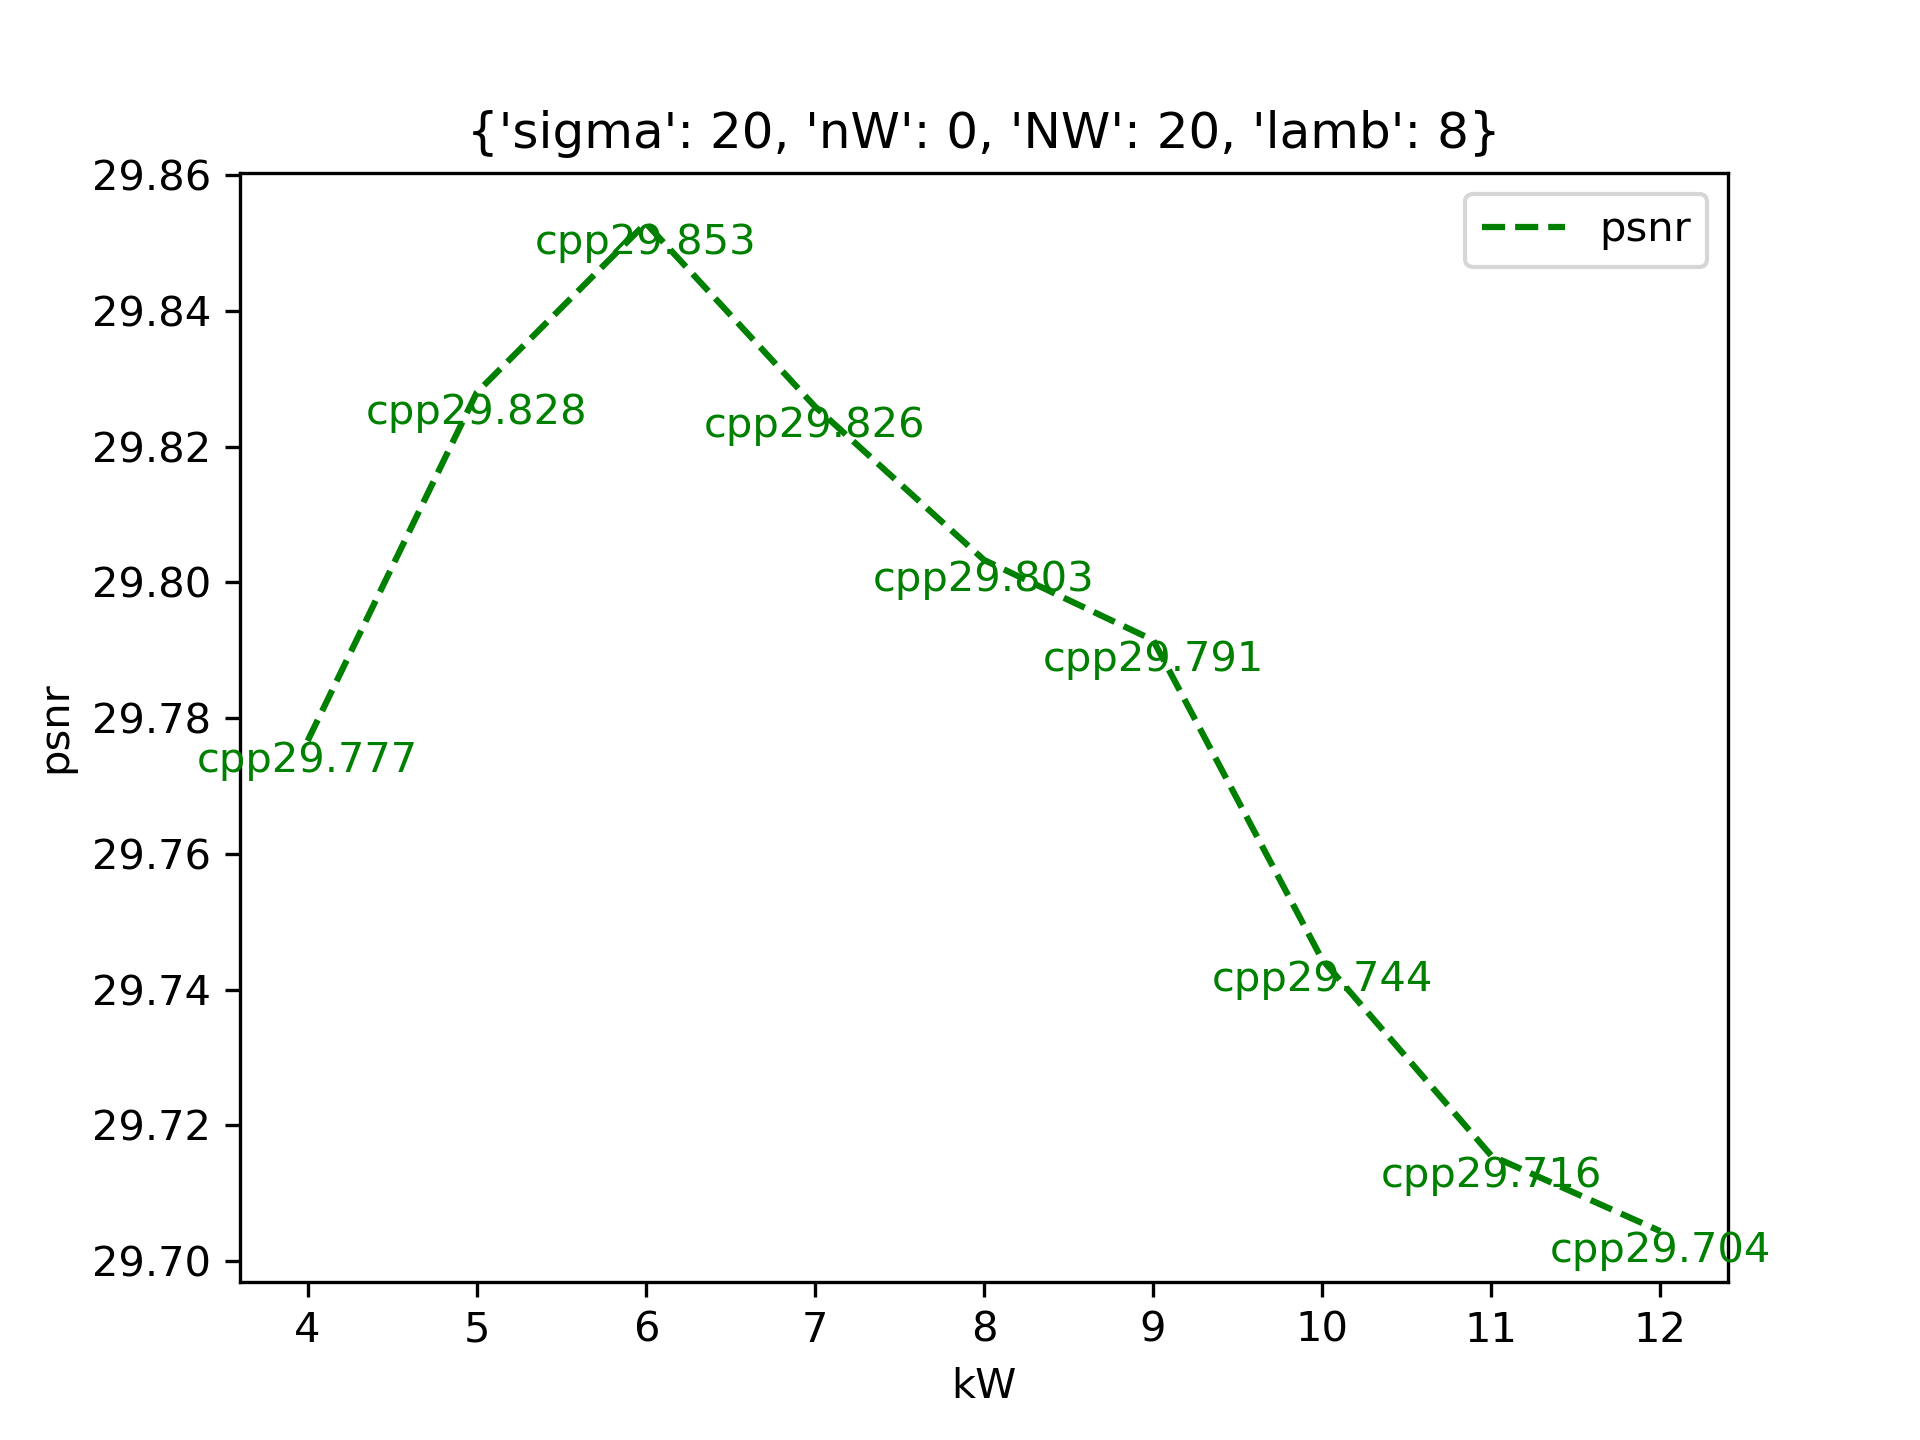 {'sigma': 20, 'nW': 0, 'NW': 20, 'lamb': 8}
psnr
29.86
29.84
29.82
29.80
29.78
29.76
29.74
29.72
29.70
psnr
cpp29.777
cpp29.828
cpp29.853
cpp29.826
cpp29.803
cpp29.791
cpp29.744
cpp29.716
cpp29.704
4 5 6 7 8 9 10 11 12
kW